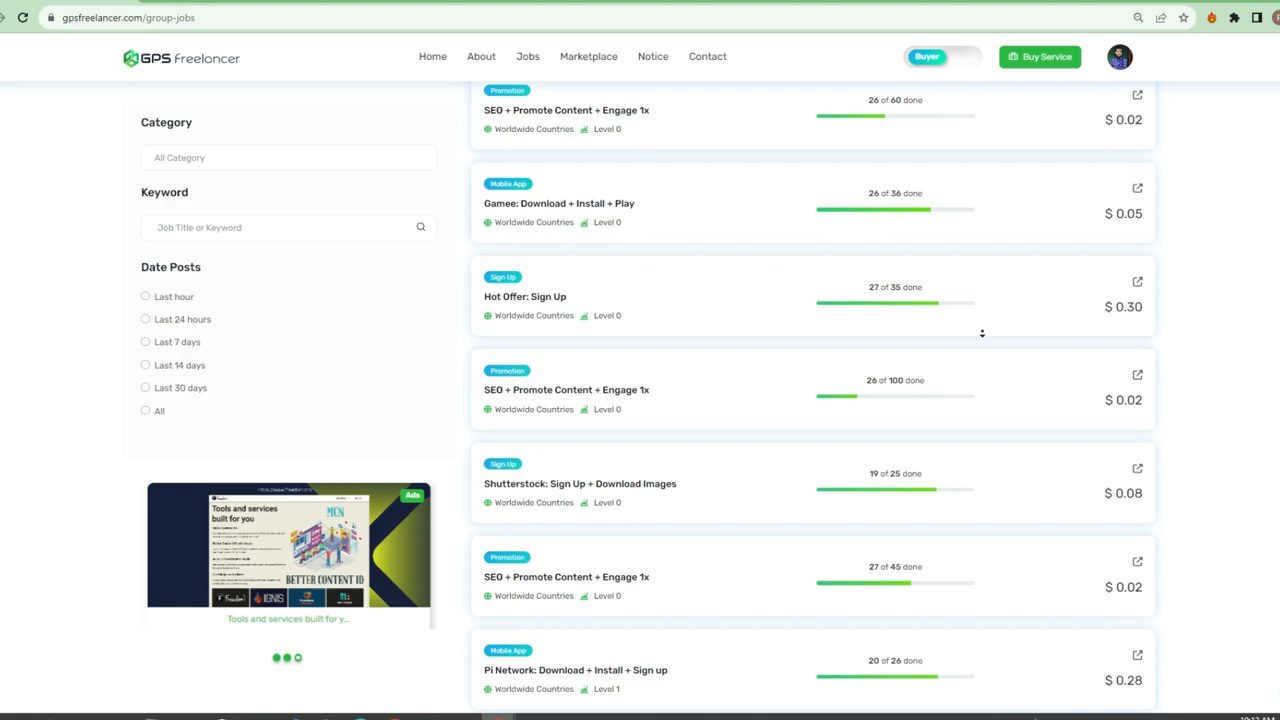 gpsfreelancer.com/group-jobs
GPS Freelancer
Home
About
Jobs
Marketplace
Notice
Contact
Buyer
Buy Service
Category
All Category
Keyword
Job Title or Keyword
Date Posts
Last hour
Last 24 hours
Last 7 days
Last 14 days
Last 30 days
All
Ads
Tools and services
built for you
MCN
BETTER CONTENT ID
IGNIS
Tools and services built for y...
Promotion
SEO + Promote Content + Engage 1x
Worldwide Countries Level 0
26 of 60 done
$ 0.02
Mobile App
Gamee: Download + Install + Play
Worldwide Countries Level 0
26 of 36 done
$ 0.05
Sign Up
Hot Offer: Sign Up
Worldwide Countries Level 0
27 of 35 done
$ 0.30
Promotion
SEO + Promote Content + Engage 1x
Worldwide Countries Level 0
26 of 100 done
$ 0.02
Sign Up
Shutterstock: Sign Up + Download Images
Worldwide Countries Level 0
19 of 25 done
$ 0.08
Promotion
SEO + Promote Content + Engage 1x
Worldwide Countries Level 0
27 of 45 done
$ 0.02
Mobile App
Pi Network: Download + Install + Sign up
Worldwide Countries Level 1
20 of 26 done
$ 0.28